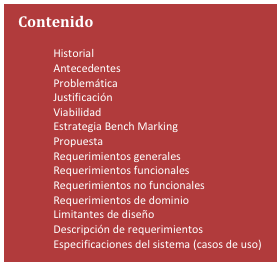 Contenido
Historial
Antecedentes
Problemática
Justificación
Viabilidad
Estrategia Bench Marking
Propuesta
Requerimientos generales
Requerimientos funcionales
Requerimientos no funcionales
Requerimientos de dominio
Limitantes de diseño
Descripción de requerimientos
Especificaciones del sistema (casos de uso)